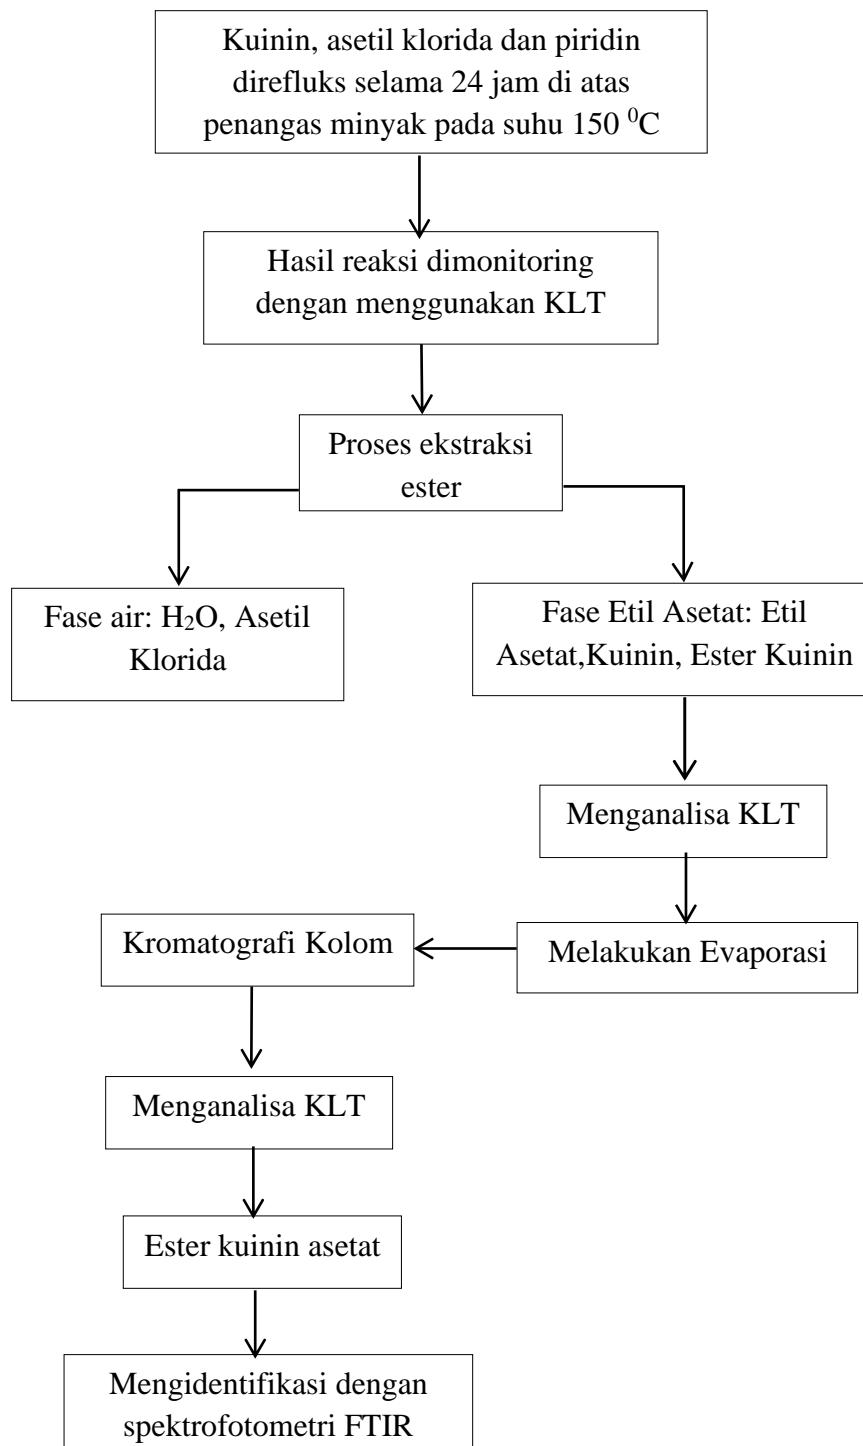 Kuinin, asetil klorida dan piridin
direfluks selama 24 jam di atas
penangas minyak pada suhu 150 ⁰C
Hasil reaksi dimonitoring
dengan menggunakan KLT
Proses ekstraksi
ester
Fase air: H₂O, Asetil
Klorida
Fase Etil Asetat: Etil
Asetat,Kuinin, Ester Kuinin
Menganalisa KLT
Melakukan Evaporasi
Kromatografi Kolom
Menganalisa KLT
Ester kuinin asetat
Mengidentifikasi dengan
spektrofotometri FTIR